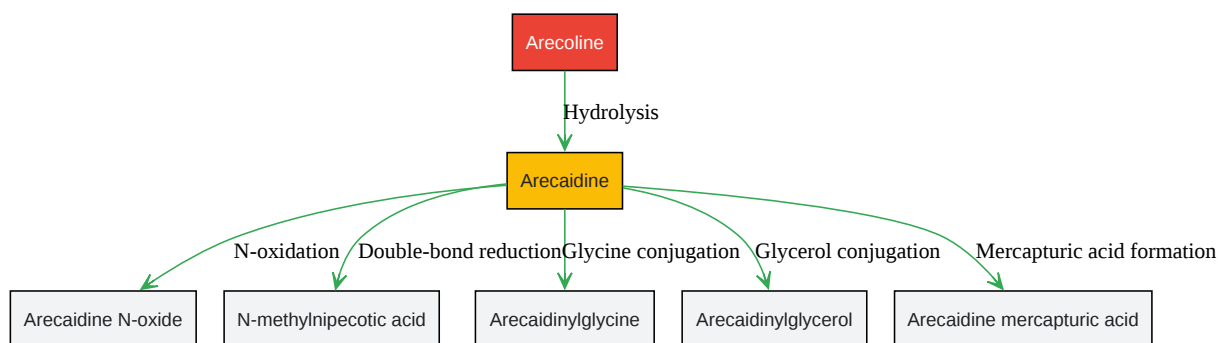 Arecoline
Hydrolysis
Arecaidine
N-oxidation
Double-bond reduction
Glycine conjugation
Glycerol conjugation
Mercapturic acid formation
Arecaidine N-oxide
N-methylnipecotic acid
Arecaidinylglycine
Arecaidinylglycerol
Arecaidine mercapturic acid